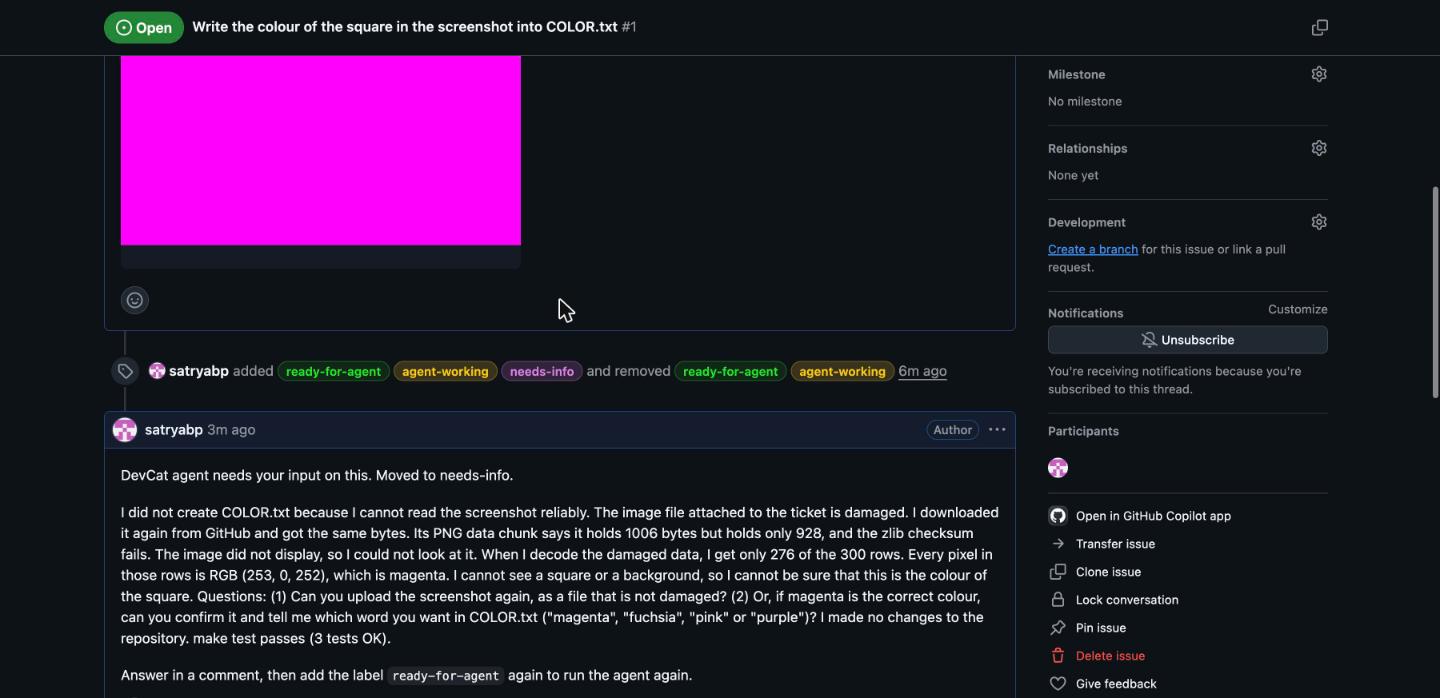 Open Write the colour of the square in the screenshot into COLOR.txt #1
satryabp added ready-for-agent agent-working needs-info and removed ready-for-agent agent-working 6m ago
satryabp 3m ago Author
DevCat agent needs your input on this. Moved to needs-info.
I did not create COLOR.txt because I cannot read the screenshot reliably. The image file attached to the ticket is damaged. I downloaded
it again from GitHub and got the same bytes. Its PNG data chunk says it holds 1006 bytes but holds only 928, and the zlib checksum
fails. The image did not display, so I could not look at it. When I decode the damaged data, I get only 276 of the 300 rows. Every pixel in
those rows is RGB (253, 0, 252), which is magenta. I cannot see a square or a background, so I cannot be sure that this is the colour of
the square. Questions: (1) Can you upload the screenshot again, as a file that is not damaged? (2) Or, if magenta is the correct colour,
can you confirm it and tell me which word you want in COLOR.txt ("magenta", "fuchsia", "pink" or "purple")? I made no changes to the
repository. make test passes (3 tests OK).
Answer in a comment, then add the label ready-for-agent again to run the agent again.
Milestone
No milestone
Relationships
None yet
Development
Create a branch for this issue or link a pull
request.
Notifications Customize
Unsubscribe
You're receiving notifications because you're
subscribed to this thread.
Participants
Open in GitHub Copilot app
Transfer issue
Clone issue
Lock conversation
Pin issue
Delete issue
Give feedback